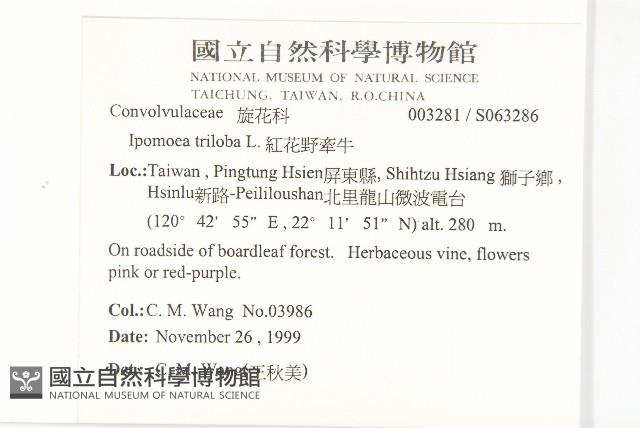 國立自然科學博物館
NATIONAL MUSEUM OF NATURAL SCIENCE
TAICHUNG, TAIWAN, R.O.CHINA
Convolvulaceae 旋花科 003281 / S063286
Ipomoea triloba L. 紅花野牽牛
Loc.:Taiwan , Pingtung Hsien屏東縣, Shihtzu Hsiang 獅子鄉 ,
Hsinlu新路-Peililoushan北里龍山微波電台
(120° 42' 55" E , 22° 11' 51" N) alt. 280 m.
On roadside of boardleaf forest. Herbaceous vine, flowers
pink or red-purple.
Col.: C. M. Wang No.03986
Date: November 26 , 1999
Det.: C. M. Wang(王秋美)
國立自然科學博物館
NATIONAL MUSEUM OF NATURAL SCIENCE